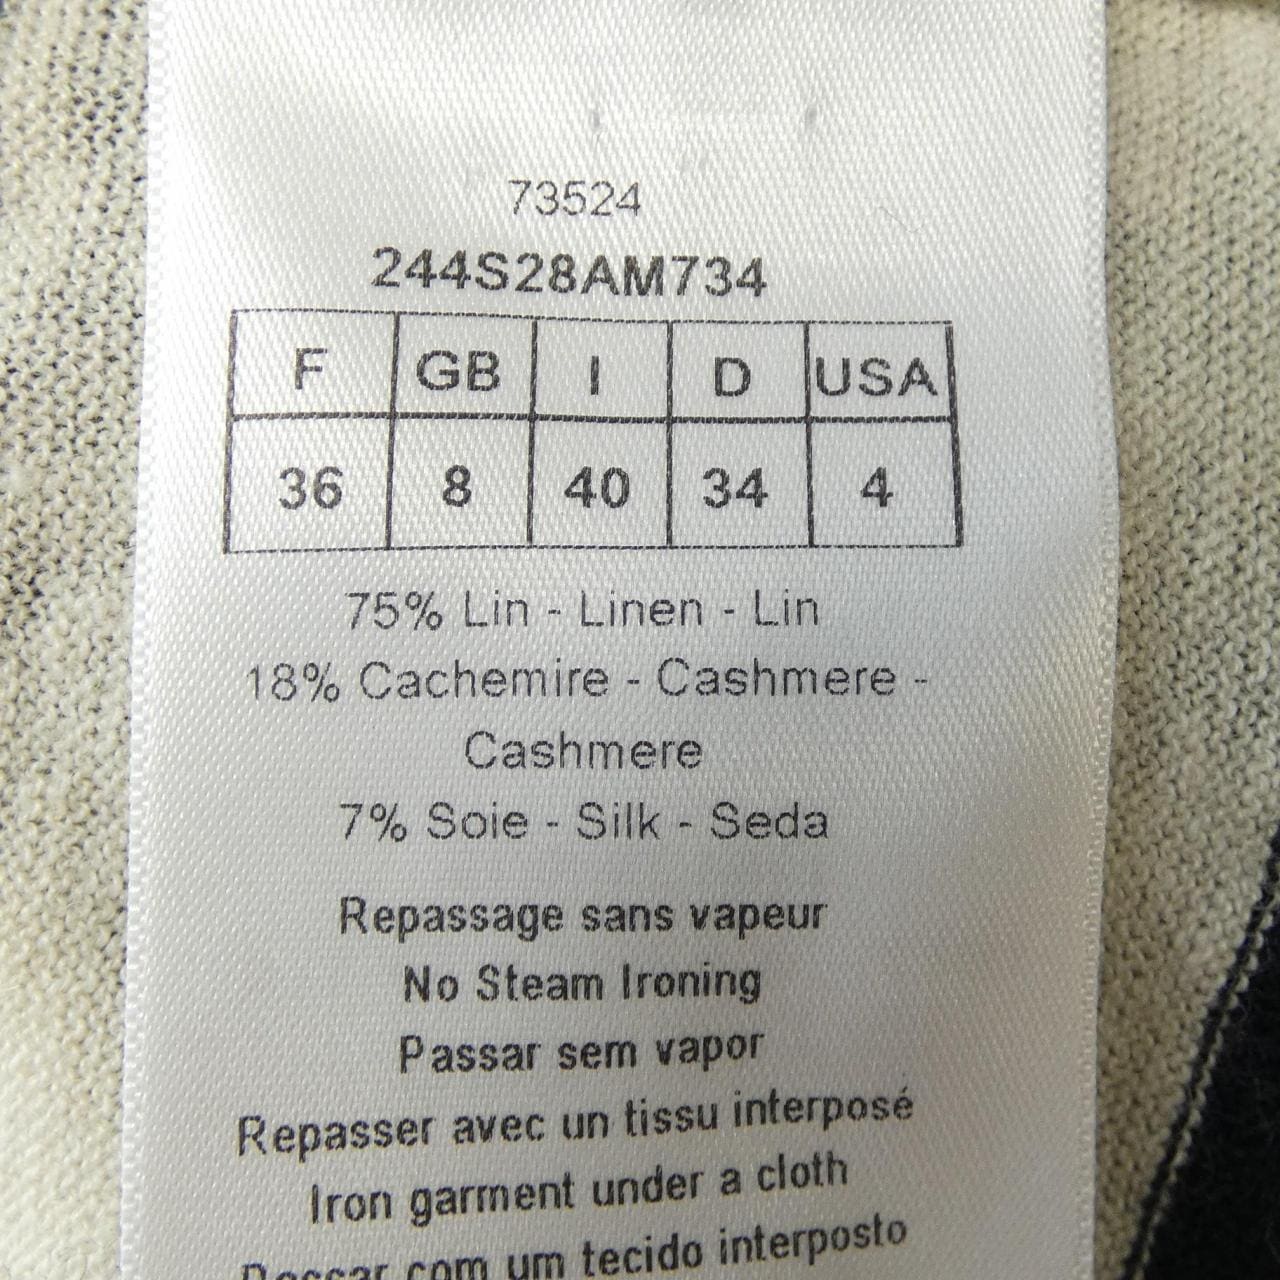 73524
244S28AM734
F GB I D USA
36 8 40 34 4
75% Lin - Linen - Lin
18% Cachemire - Cashmere -
Cashmere
7% Soie - Silk - Seda
Repassage sans vapeur
No Steam Ironing
Passar sem vapor
Repasser avec un tissu interposé
Iron garment under a cloth
Passar com um tecido interposto